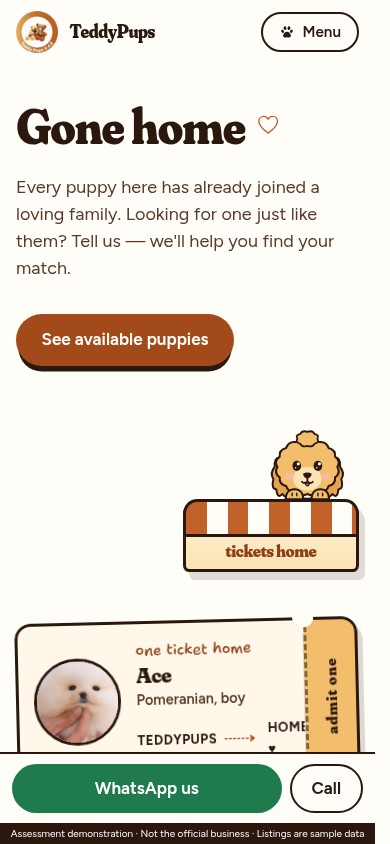 TeddyPups
Menu
Gone home
Every puppy here has already joined a
loving family. Looking for one just like
them? Tell us — we'll help you find your
match.
See available puppies
tickets home
one ticket home
Ace
Pomeranian, boy
TEDDYPUPS
HOME
♥
admit one
WhatsApp us
Call
Assessment demonstration · Not the official business · Listings are sample data